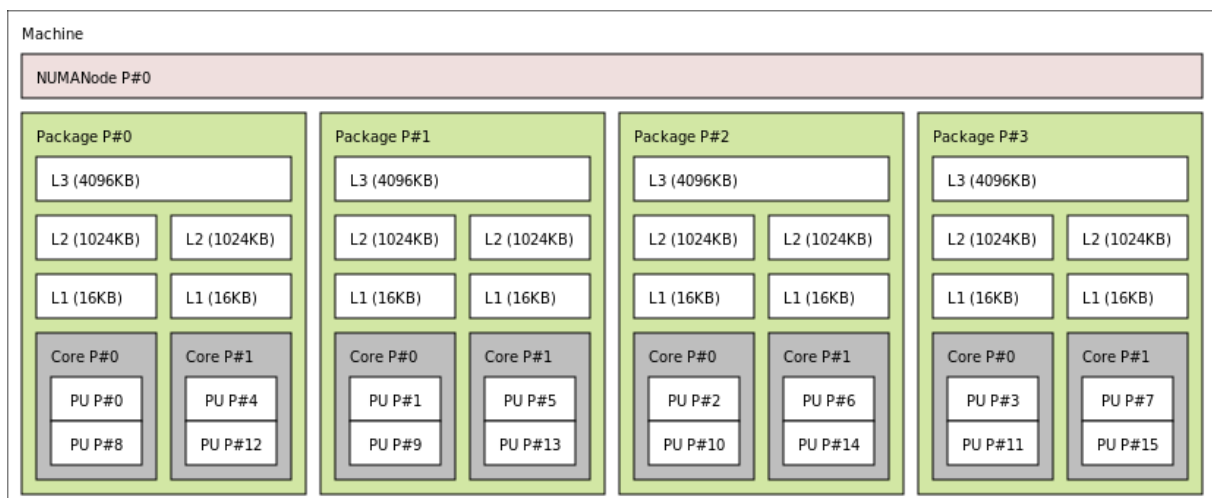 Machine
NUMANode P#0
Package P#0
L3 (4096KB)
L2 (1024KB) L2 (1024KB)
L1 (16KB) L1 (16KB)
Core P#0 Core P#1
PU P#0 PU P#4
PU P#8 PU P#12
Package P#1
L3 (4096KB)
L2 (1024KB) L2 (1024KB)
L1 (16KB) L1 (16KB)
Core P#0 Core P#1
PU P#1 PU P#5
PU P#9 PU P#13
Package P#2
L3 (4096KB)
L2 (1024KB) L2 (1024KB)
L1 (16KB) L1 (16KB)
Core P#0 Core P#1
PU P#2 PU P#6
PU P#10 PU P#14
Package P#3
L3 (4096KB)
L2 (1024KB) L2 (1024KB)
L1 (16KB) L1 (16KB)
Core P#0 Core P#1
PU P#3 PU P#7
PU P#11 PU P#15